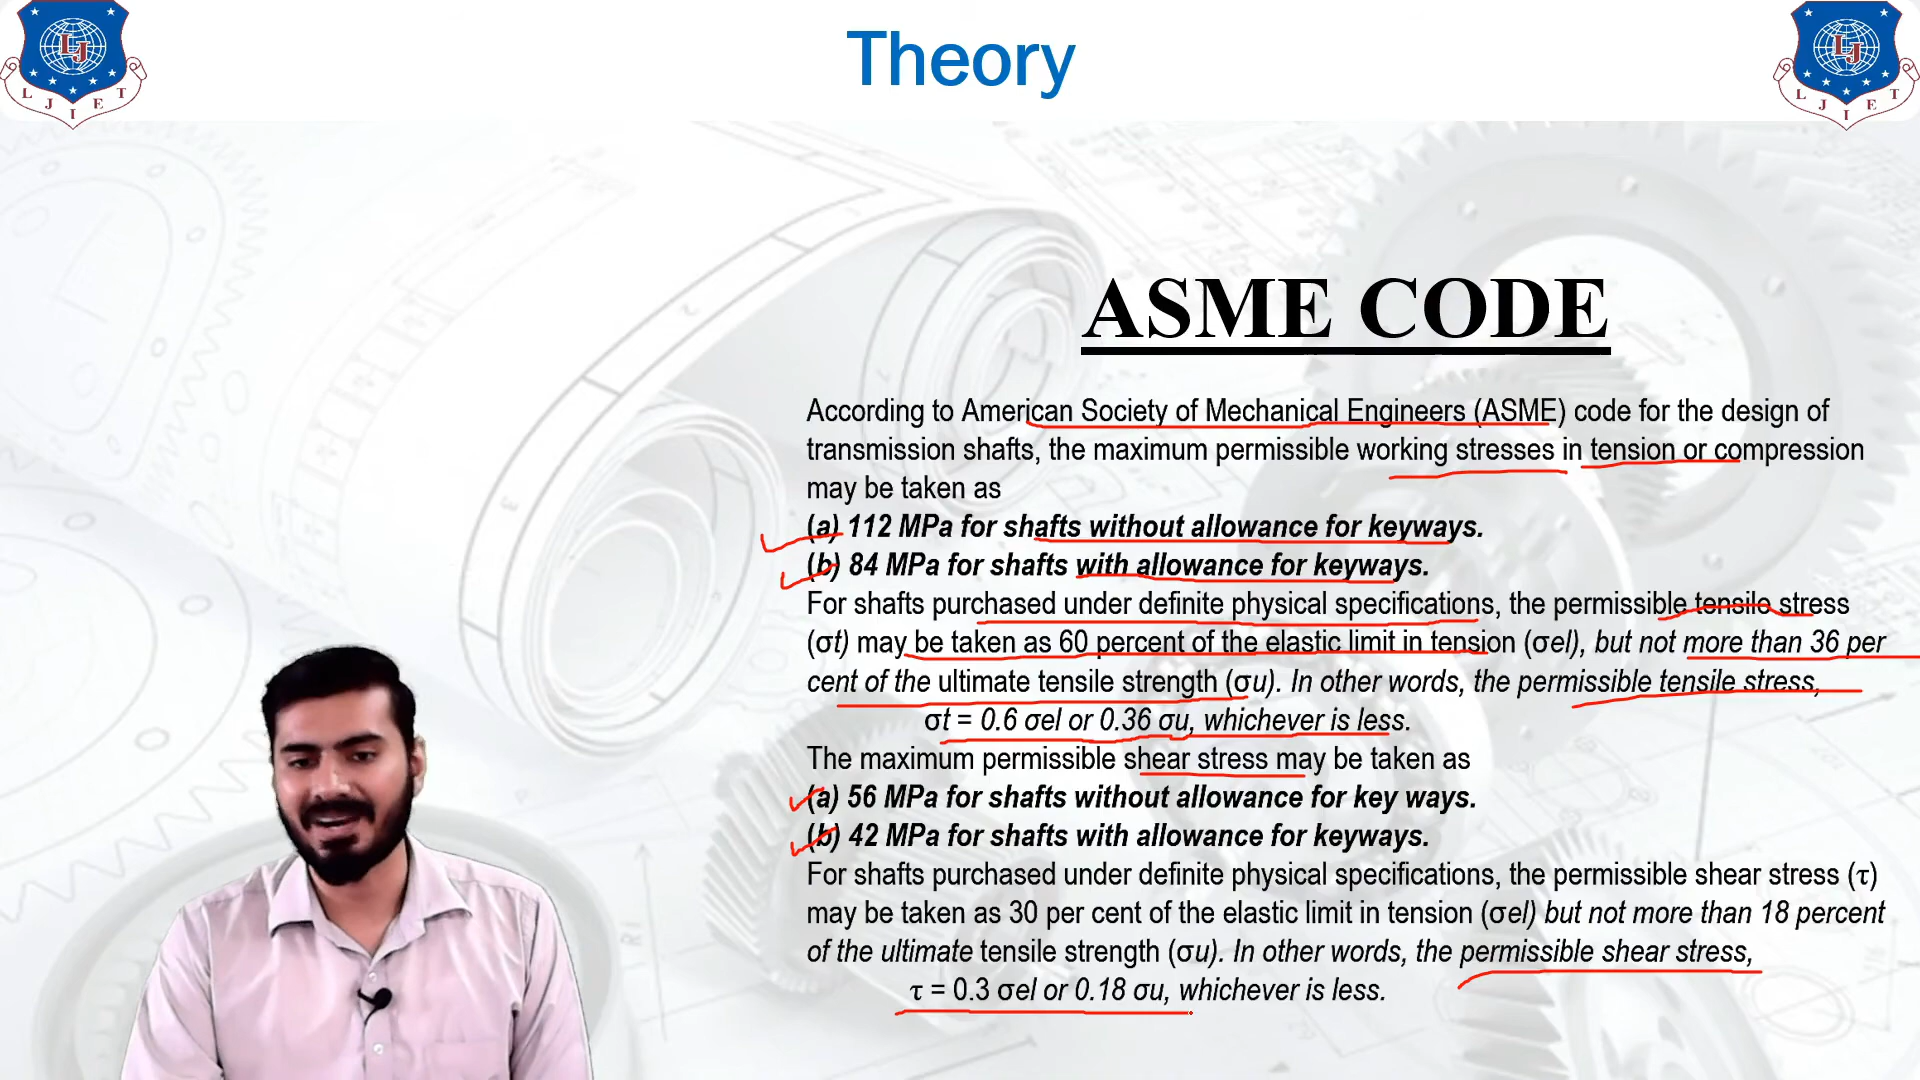 Theory
LJ
L J I E T
LJ
L J I E T
ASME CODE
According to American Society of Mechanical Engineers (ASME) code for the design of
transmission shafts, the maximum permissible working stresses in tension or compression
may be taken as
(a) 112 MPa for shafts without allowance for keyways.
(b) 84 MPa for shafts with allowance for keyways.
For shafts purchased under definite physical specifications, the permissible tensile stress
(σt) may be taken as 60 percent of the elastic limit in tension (σel), but not more than 36 per
cent of the ultimate tensile strength (σu). In other words, the permissible tensile stress,
σt = 0.6 σel or 0.36 σu, whichever is less.
The maximum permissible shear stress may be taken as
(a) 56 MPa for shafts without allowance for key ways.
(b) 42 MPa for shafts with allowance for keyways.
For shafts purchased under definite physical specifications, the permissible shear stress (τ)
may be taken as 30 per cent of the elastic limit in tension (σel) but not more than 18 percent
of the ultimate tensile strength (σu). In other words, the permissible shear stress,
τ = 0.3 σel or 0.18 σu, whichever is less.